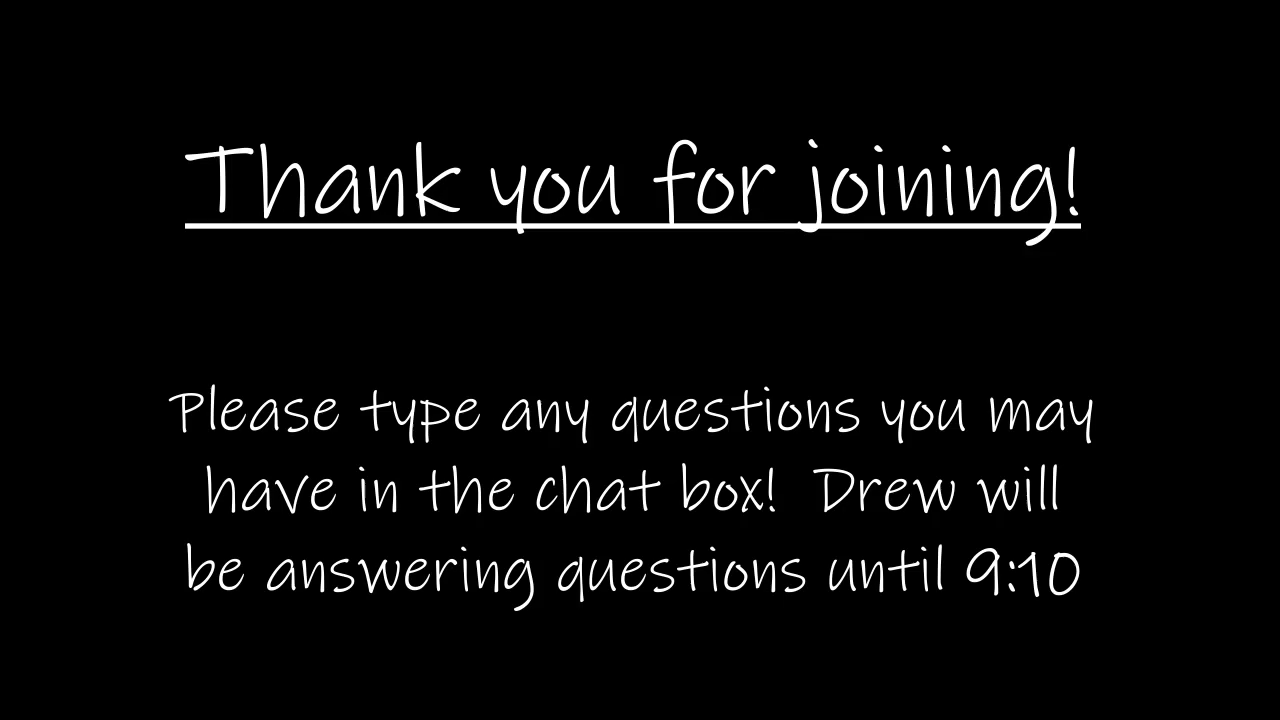 Thank you for joining!
Please type any questions you may
have in the chat box!  Drew will
be answering questions until 9:10